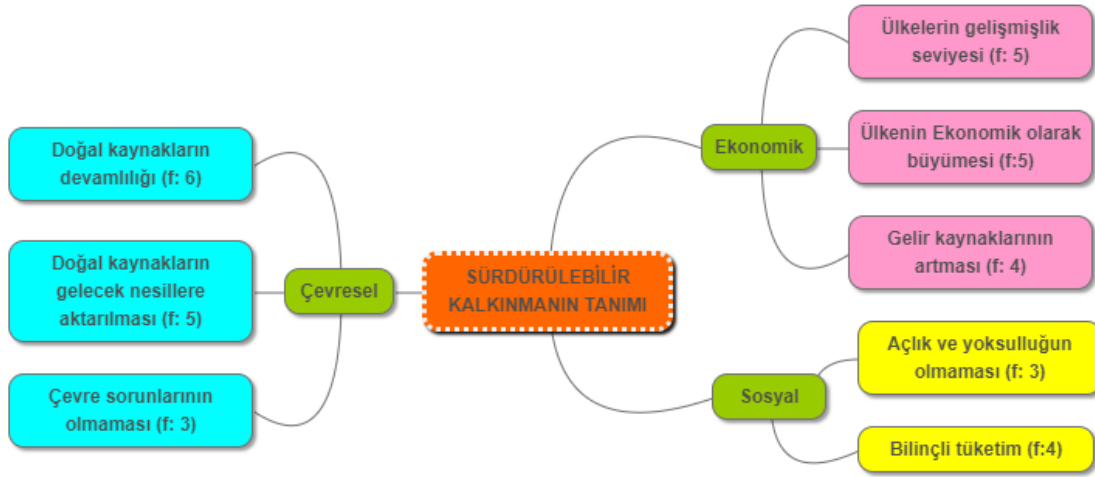 Ülkelerin gelişmişlik
seviyesi (f: 5)
Ekonomik
Ülkenin Ekonomik olarak
büyümesi (f:5)
Gelir kaynaklarının
artması (f: 4)
Doğal kaynakların
devamlılığı (f: 6)
Doğal kaynakların
gelecek nesillere
aktarılması (f: 5)
Çevresel
Çevre sorunlarının
olmaması (f: 3)
SÜRDÜRÜLEBİLİR
KALKINMANIN TANIMI
Açlık ve yoksulluğun
olmaması (f: 3)
Sosyal
Bilinçli tüketim (f:4)